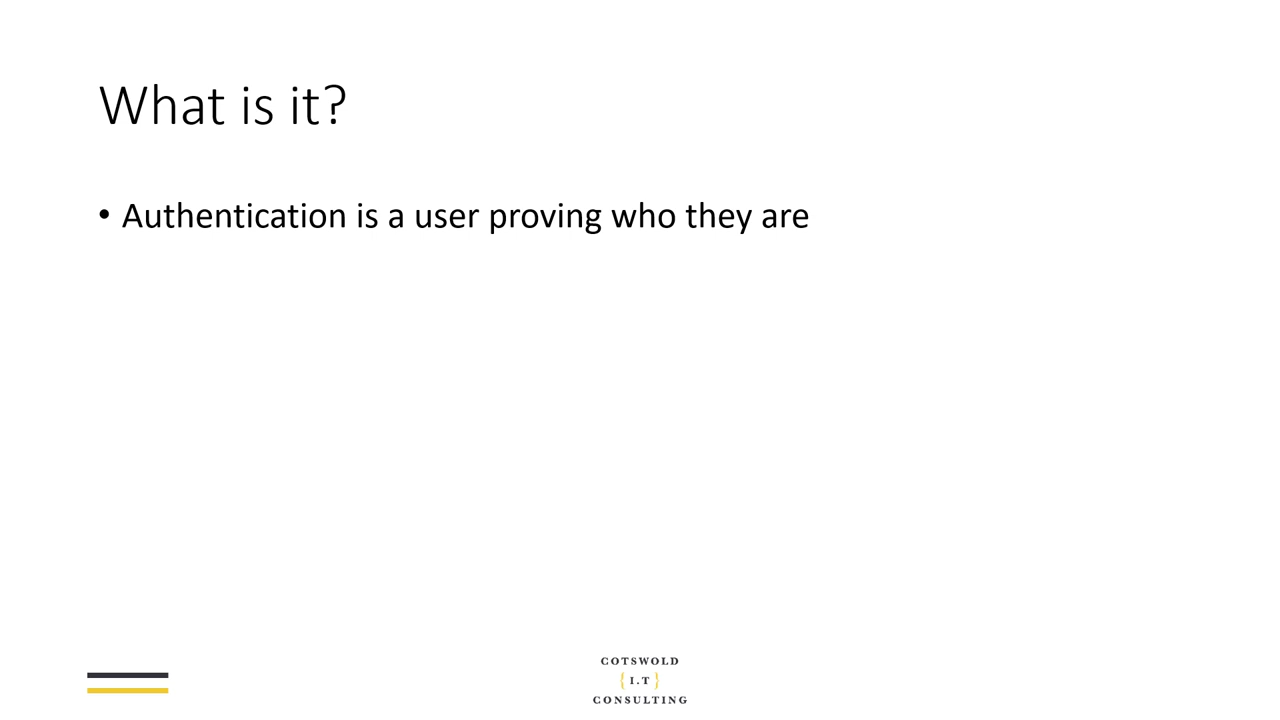 What is it?
• Authentication is a user proving who they are
COTSWOLD
{ I.T }
CONSULTING